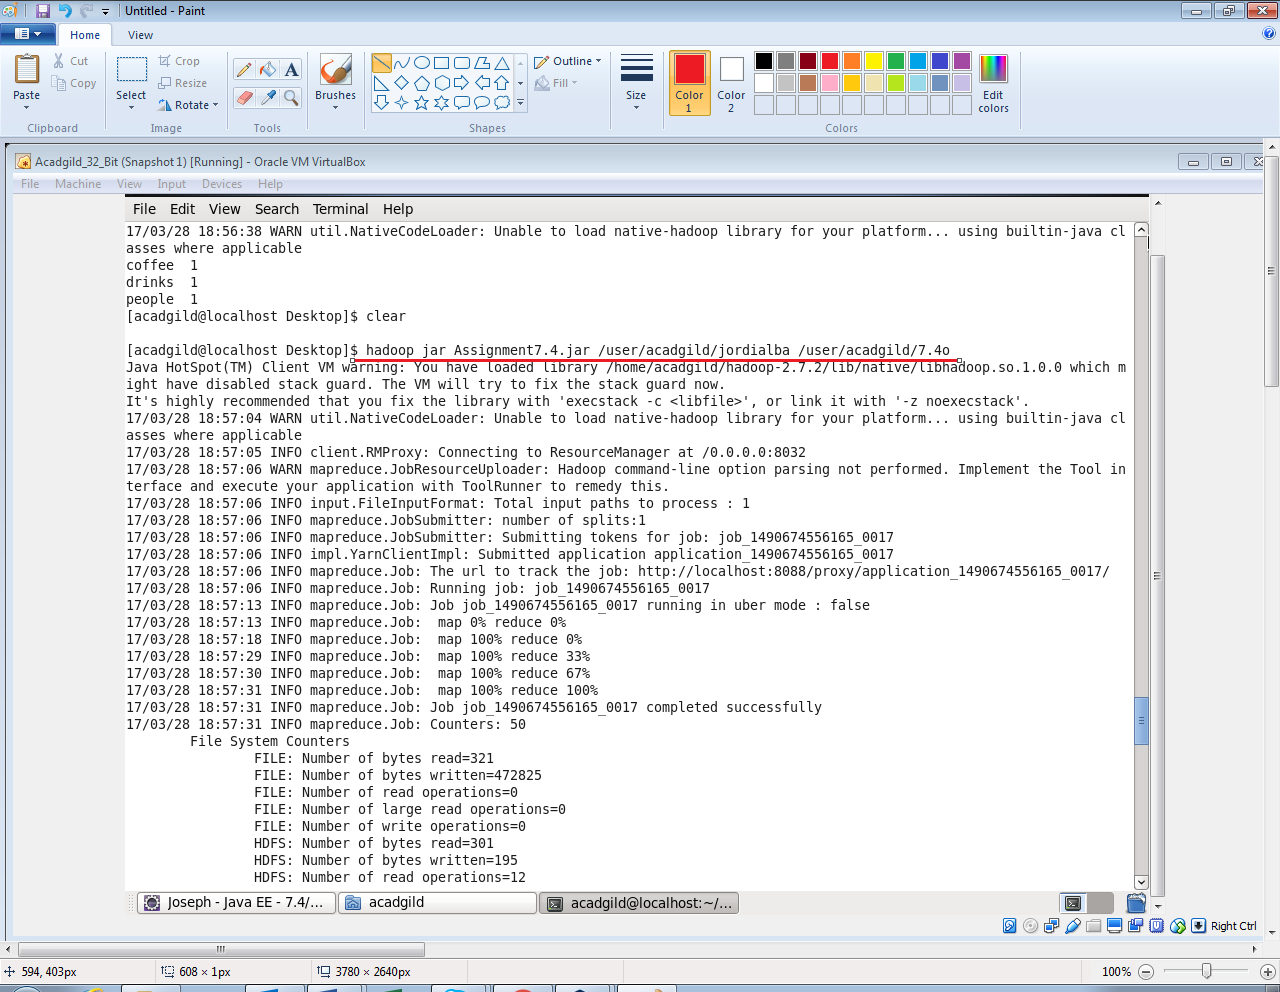 Untitled - Paint
Home View
Paste
Cut
Copy
Clipboard
Select
Crop
Resize
Rotate
Image
Tools
Brushes
Shapes
Outline
Fill
Size
Color 1
Color 2
Edit colors
Colors
Acadgild_32_Bit (Snapshot 1) [Running] - Oracle VM VirtualBox
File Machine View Input Devices Help
File Edit View Search Terminal Help
17/03/28 18:56:38 WARN util.NativeCodeLoader: Unable to load native-hadoop library for your platform... using builtin-java cl
asses where applicable
coffee 1
drinks 1
people 1
[acadgild@localhost Desktop]$ clear
[acadgild@localhost Desktop]$ hadoop jar Assignment7.4.jar /user/acadgild/jordialba /user/acadgild/7.4o
Java HotSpot(TM) Client VM warning: You have loaded library /home/acadgild/hadoop-2.7.2/lib/native/libhadoop.so.1.0.0 which m
ight have disabled stack guard. The VM will try to fix the stack guard now.
It's highly recommended that you fix the library with 'execstack -c <libfile>', or link it with '-z noexecstack'.
17/03/28 18:57:04 WARN util.NativeCodeLoader: Unable to load native-hadoop library for your platform... using builtin-java cl
asses where applicable
17/03/28 18:57:05 INFO client.RMProxy: Connecting to ResourceManager at /0.0.0.0:8032
17/03/28 18:57:06 WARN mapreduce.JobResourceUploader: Hadoop command-line option parsing not performed. Implement the Tool in
terface and execute your application with ToolRunner to remedy this.
17/03/28 18:57:06 INFO input.FileInputFormat: Total input paths to process : 1
17/03/28 18:57:06 INFO mapreduce.JobSubmitter: number of splits:1
17/03/28 18:57:06 INFO mapreduce.JobSubmitter: Submitting tokens for job: job_1490674556165_0017
17/03/28 18:57:06 INFO impl.YarnClientImpl: Submitted application application_1490674556165_0017
17/03/28 18:57:06 INFO mapreduce.Job: The url to track the job: http://localhost:8088/proxy/application_1490674556165_0017/
17/03/28 18:57:06 INFO mapreduce.Job: Running job: job_1490674556165_0017
17/03/28 18:57:13 INFO mapreduce.Job: Job job_1490674556165_0017 running in uber mode : false
17/03/28 18:57:13 INFO mapreduce.Job: map 0% reduce 0%
17/03/28 18:57:18 INFO mapreduce.Job: map 100% reduce 0%
17/03/28 18:57:29 INFO mapreduce.Job: map 100% reduce 33%
17/03/28 18:57:30 INFO mapreduce.Job: map 100% reduce 67%
17/03/28 18:57:31 INFO mapreduce.Job: map 100% reduce 100%
17/03/28 18:57:31 INFO mapreduce.Job: Job job_1490674556165_0017 completed successfully
17/03/28 18:57:31 INFO mapreduce.Job: Counters: 50
File System Counters
FILE: Number of bytes read=321
FILE: Number of bytes written=472825
FILE: Number of read operations=0
FILE: Number of large read operations=0
FILE: Number of write operations=0
HDFS: Number of bytes read=301
HDFS: Number of bytes written=195
HDFS: Number of read operations=12
Joseph - Java EE - 7.4/... acadgild acadgild@localhost:~/...
Right Ctrl
594, 403px 608 × 1px 3780 × 2640px 100%